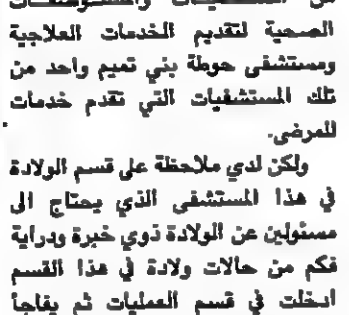 من المستشفيات والمستوصفات
الصحية لتقديم الخدمات العلاجية
ومستشفى حوطة بني تميم واحد من
تلك المستشفيات التي تقدم خدمات
للمرضى.
ولكن لدي ملاحظة على قسم الولادة
في هذا المستشفى الذي يحتاج الى
مسئولين عن الولادة ذوي خبرة ودراية
فكم من حالات ولادة في هذا القسم
ادخلت في قسم العمليات ثم يفاجأ